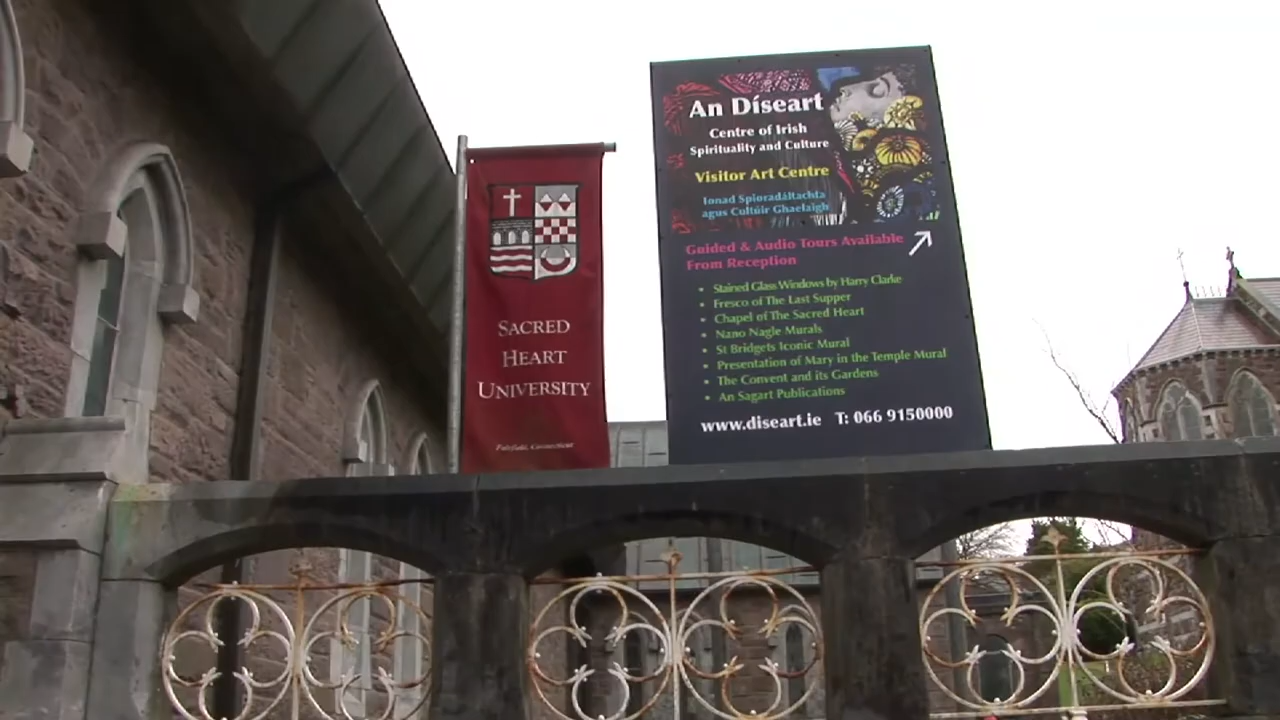 SACRED
HEART
UNIVERSITY
Fairfield, Connecticut
An Díseart
Centre of Irish
Spirituality and Culture
Visitor Art Centre
Ionad Spioradáltachta
agus Cultúir Ghaelaigh
Guided & Audio Tours Available
From Reception
• Stained Glass Windows by Harry Clarke
• Fresco of The Last Supper
• Chapel of The Sacred Heart
• Nano Nagle Murals
• St Bridgets Iconic Mural
• Presentation of Mary in the Temple Mural
• The Convent and its Gardens
• An Sagart Publications
www.diseart.ie T: 066 9150000